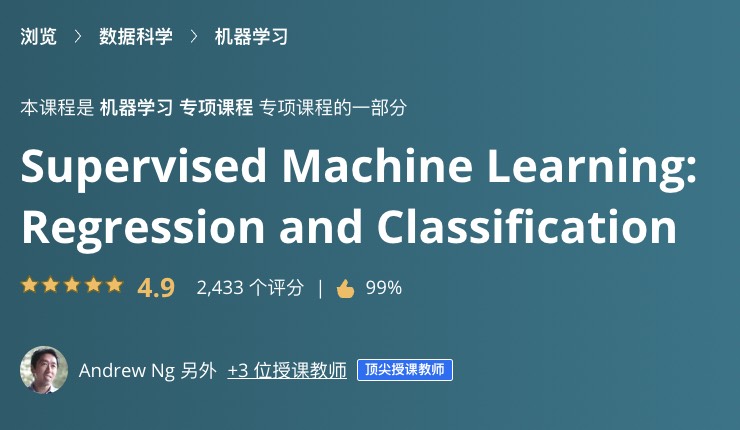 浏览 > 数据科学 > 机器学习
本课程是 机器学习 专项课程 专项课程的一部分
Supervised Machine Learning:
Regression and Classification
4.9 2,433 个评分 | 99%
Andrew Ng 另外 +3 位授课教师 顶尖授课教师